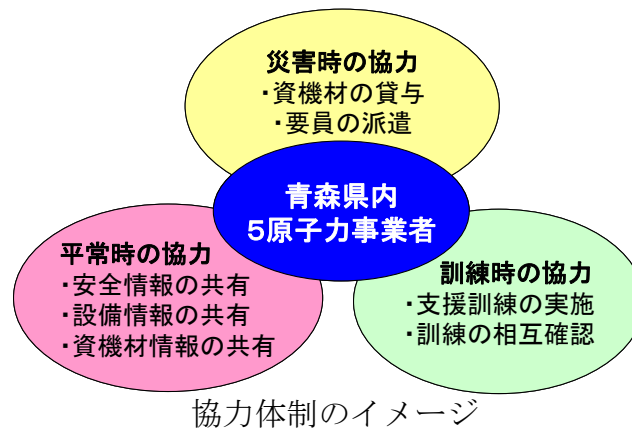 災害時の協力
・資機材の貸与
・要員の派遣
青森県内
5原子力事業者
平常時の協力
・安全情報の共有
・設備情報の共有
・資機材情報の共有
訓練時の協力
・支援訓練の実施
・訓練の相互確認
協力体制のイメージ